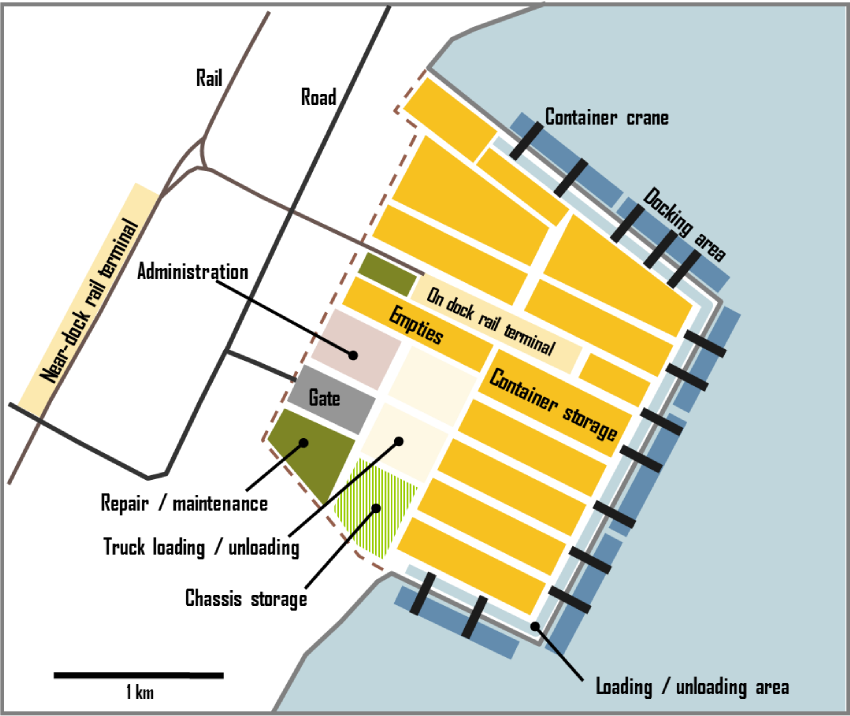 Rail
Road
Container crane
Docking area
Near-dock rail terminal
Administration
On dock rail terminal
Empties
Container storage
Gate
Repair / maintenance
Truck loading / unloading
Chassis storage
Loading / unloading area
1 km